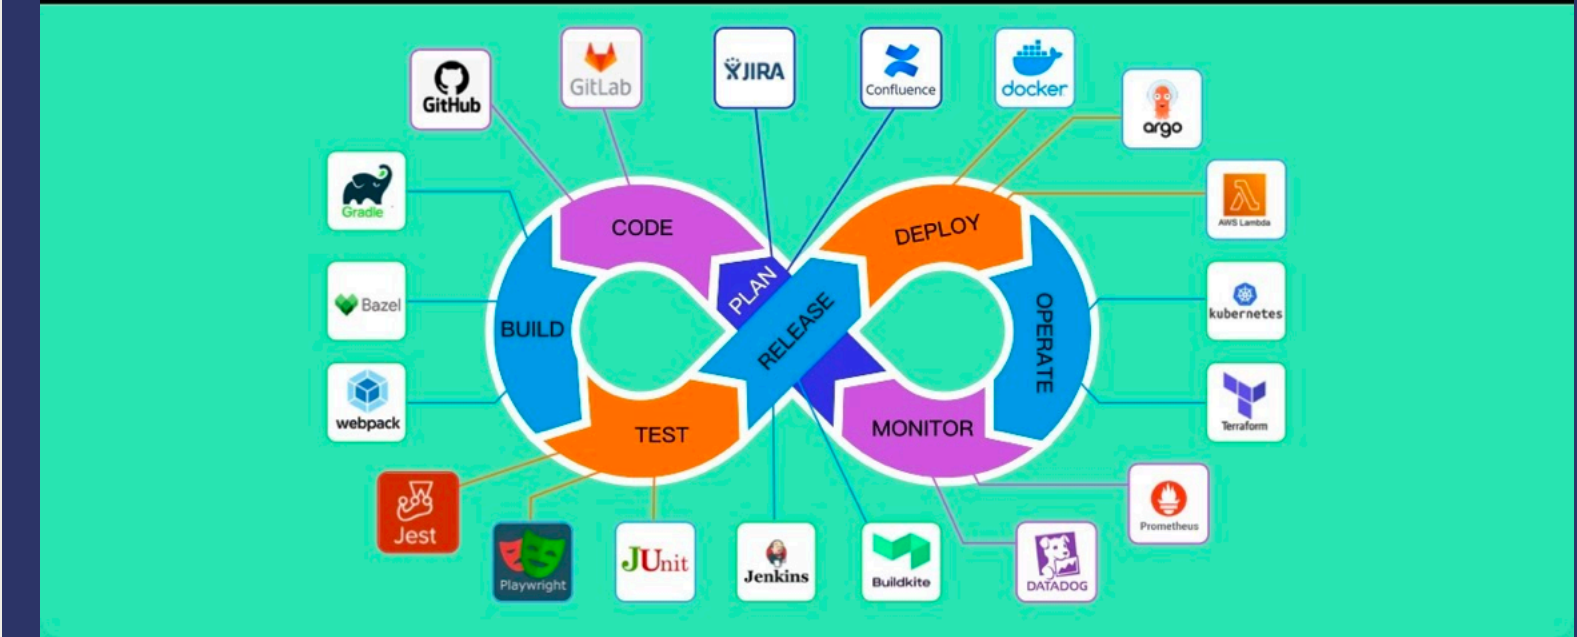 GitHub
GitLab
JIRA
Confluence
docker
argo
Gradle
AWS Lambda
CODE
DEPLOY
PLAN
RELEASE
BUILD
OPERATE
Bazel
kubernetes
webpack
Terraform
TEST
MONITOR
Jest
Playwright
JUnit
Jenkins
Buildkite
DATADOG
Prometheus